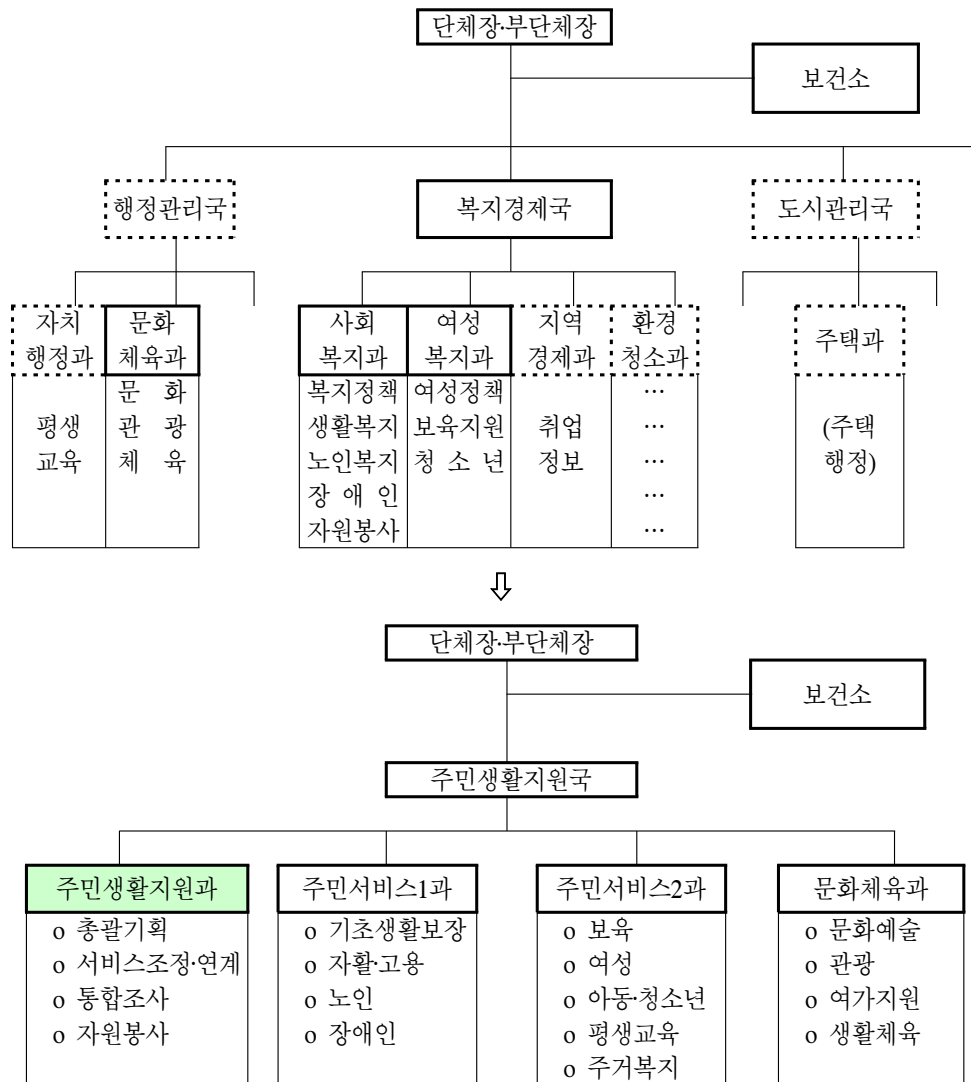 단체장·부단체장
보건소
행정관리국
복지경제국
도시관리국
자치
행정과
문화
체육과
사회
복지과
여성
복지과
지역
경제과
환경
청소과
주택과
평생
교육
문 화
관 광
체 육
복지정책
생활복지
노인복지
장 애 인
자원봉사
여성정책
보육지원
청 소 년
취업
정보
…
…
…
…
…
(주택
행정)
⇩
단체장·부단체장
보건소
주민생활지원국
주민생활지원과
o 총괄기획
o 서비스조정·연계
o 통합조사
o 자원봉사
주민서비스1과
o 기초생활보장
o 자활·고용
o 노인
o 장애인
주민서비스2과
o 보육
o 여성
o 아동·청소년
o 평생교육
o 주거복지
문화체육과
o 문화예술
o 관광
o 여가지원
o 생활체육